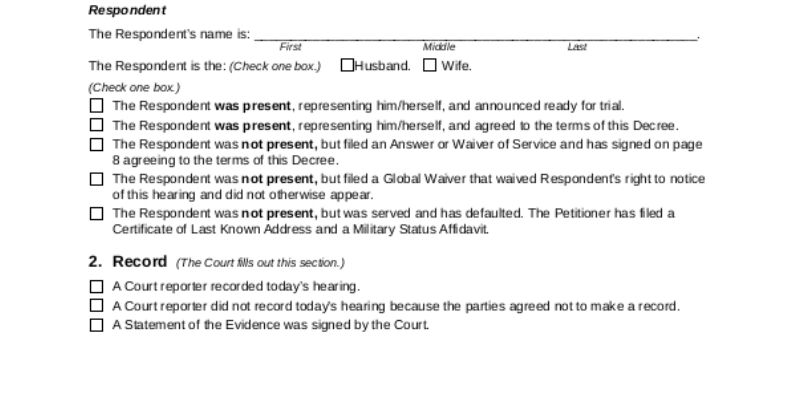 Respondent
The Respondent's name is: ________________________________.
First Middle Last
The Respondent is the: (Check one box.) ☐Husband. ☐ Wife.
(Check one box.)
☐ The Respondent was present, representing him/herself, and announced ready for trial.
☐ The Respondent was present, representing him/herself, and agreed to the terms of this Decree.
☐ The Respondent was not present, but filed an Answer or Waiver of Service and has signed on page
8 agreeing to the terms of this Decree.
☐ The Respondent was not present, but filed a Global Waiver that waived Respondent's right to notice
of this hearing and did not otherwise appear.
☐ The Respondent was not present, but was served and has defaulted. The Petitioner has filed a
Certificate of Last Known Address and a Military Status Affidavit.
2. Record (The Court fills out this section.)
☐ A Court reporter recorded today's hearing.
☐ A Court reporter did not record today's hearing because the parties agreed not to make a record.
☐ A Statement of the Evidence was signed by the Court.